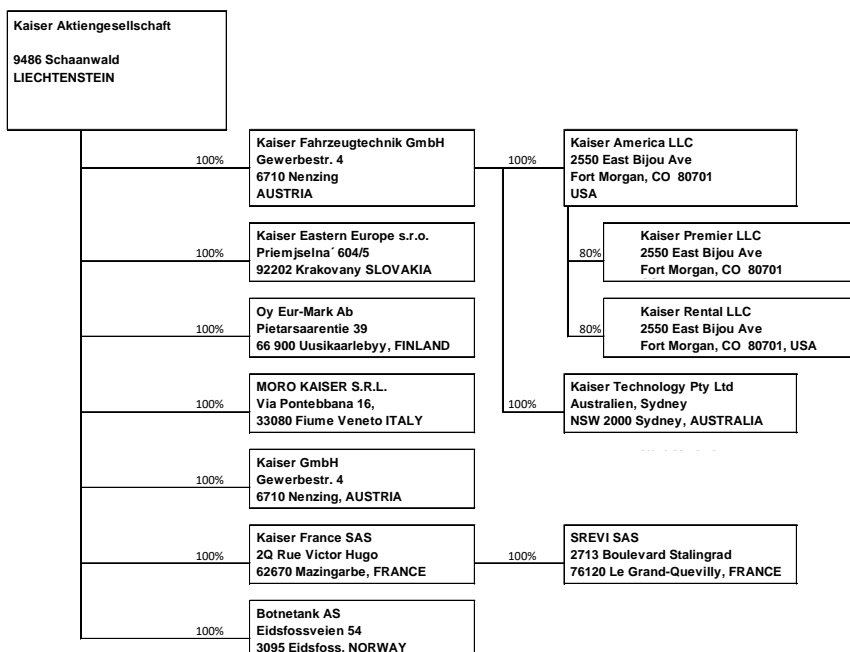 Kaiser Aktiengesellschaft
9486 Schaanwald
LIECHTENSTEIN
100%
Kaiser Fahrzeugtechnik GmbH
Gewerbestr. 4
6710 Nenzing
AUSTRIA
100%
Kaiser America LLC
2550 East Bijou Ave
Fort Morgan, CO 80701
USA
100%
Kaiser Eastern Europe s.r.o.
Priemjselna´ 604/5
92202 Krakovany SLOVAKIA
80%
Kaiser Premier LLC
2550 East Bijou Ave
Fort Morgan, CO 80701
100%
Oy Eur-Mark Ab
Pietarsaarentie 39
66 900 Uusikaarlebyy, FINLAND
80%
Kaiser Rental LLC
2550 East Bijou Ave
Fort Morgan, CO 80701, USA
100%
MORO KAISER S.R.L.
Via Pontebbana 16,
33080 Fiume Veneto ITALY
100%
Kaiser Technology Pty Ltd
Australien, Sydney
NSW 2000 Sydney, AUSTRALIA
100%
Kaiser GmbH
Gewerbestr. 4
6710 Nenzing, AUSTRIA
100%
Kaiser France SAS
2Q Rue Victor Hugo
62670 Mazingarbe, FRANCE
100%
SREVI SAS
2713 Boulevard Stalingrad
76120 Le Grand-Quevilly, FRANCE
100%
Botnetank AS
Eidsfossveien 54
3095 Eidsfoss, NORWAY